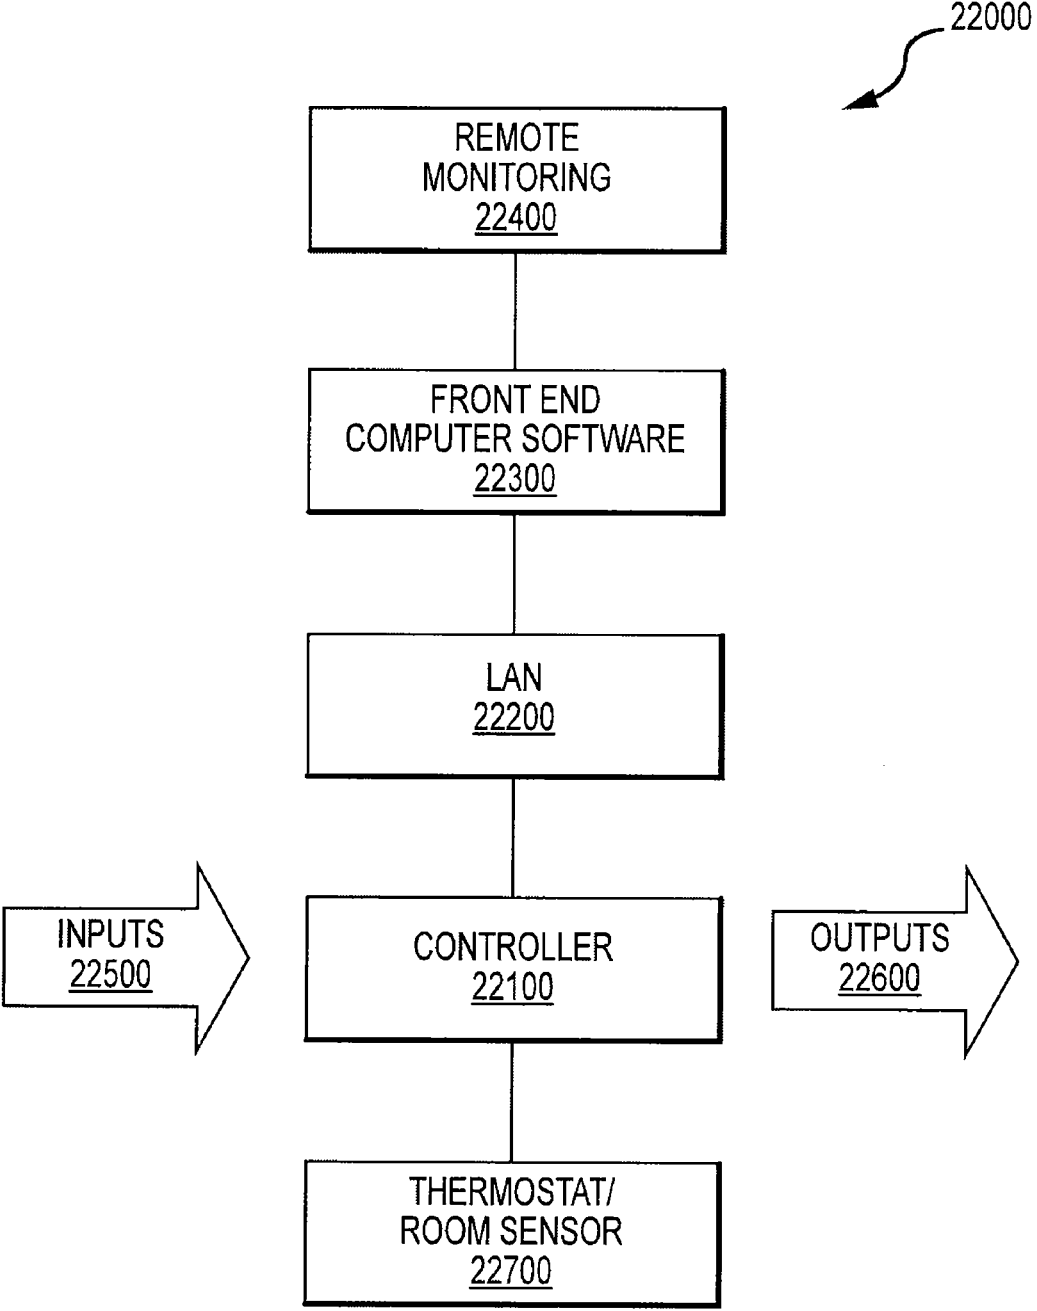 22000
REMOTE
MONITORING
22400
FRONT END
COMPUTER SOFTWARE
22300
LAN
22200
INPUTS
22500
CONTROLLER
22100
OUTPUTS
22600
THERMOSTAT/
ROOM SENSOR
22700